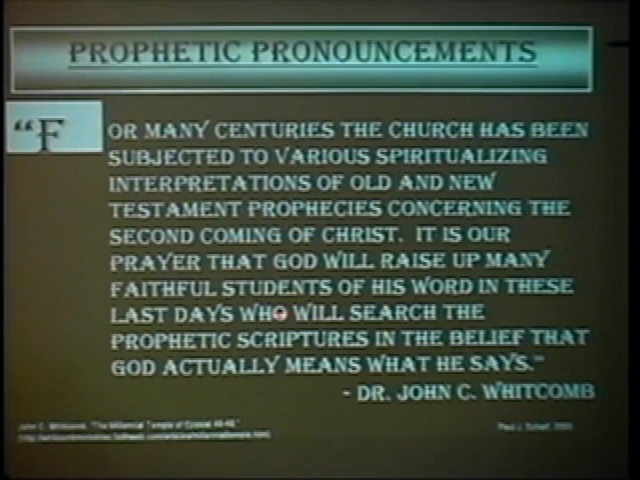 PROPHETIC PRONOUNCEMENTS
"FOR MANY CENTURIES THE CHURCH HAS BEEN
SUBJECTED TO VARIOUS SPIRITUALIZING
INTERPRETATIONS OF OLD AND NEW
TESTAMENT PROPHECIES CONCERNING THE
SECOND COMING OF CHRIST. IT IS OUR
PRAYER THAT GOD WILL RAISE UP MANY
FAITHFUL STUDENTS OF HIS WORD IN THESE
LAST DAYS WHO WILL SEARCH THE
PROPHETIC SCRIPTURES IN THE BELIEF THAT
GOD ACTUALLY MEANS WHAT HE SAYS."
- DR. JOHN C. WHITCOMB
John C. Whitcomb, "The Millennial Temple of Ezekiel 40-48,"
Paul J. Scharf,